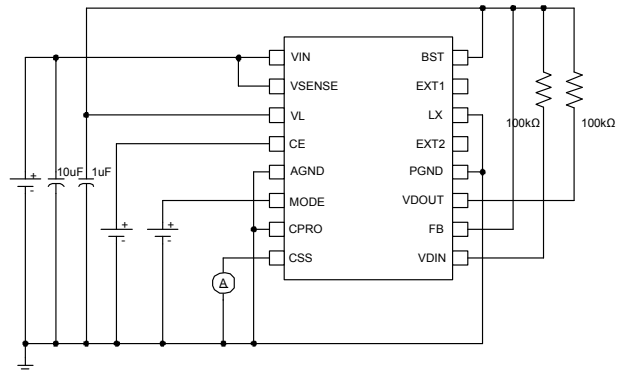 VIN
VSENSE
VL
CE
AGND
MODE
CPRO
CSS
BST
EXT1
LX
EXT2
PGND
VDOUT
FB
VDIN
100kΩ
100kΩ
10uF
1uF
+
-
+
-
+
-
A